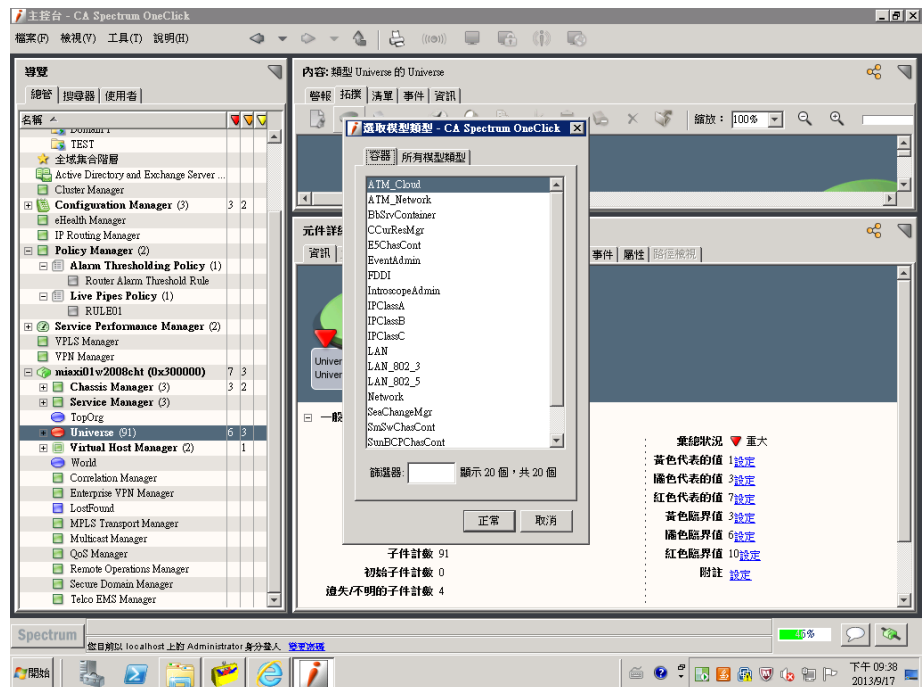 主控台 - CA Spectrum OneClick
檔案(F) 檢視(V) 工具(T) 說明(H)
導覽
總管 搜尋器 使用者
名稱
Domain 1
TEST
全域集合階層
Active Directory and Exchange Server ...
Cluster Manager
Configuration Manager (3) 3 2
eHealth Manager
IP Routing Manager
Policy Manager (2)
Alarm Thresholding Policy (1)
Router Alarm Threshold Rule
Live Pipes Policy (1)
RULE01
Service Performance Manager (2)
VPLS Manager
VPN Manager
miaxi01w2008cht (0x300000) 7 3
Chassis Manager (3) 3 2
Service Manager (3)
TopOrg
Universe (91) 6 3
Virtual Host Manager (2) 1
World
Correlation Manager
Enterprise VPN Manager
LostFound
MPLS Transport Manager
Multicast Manager
QoS Manager
Remote Operations Manager
Secure Domain Manager
Telco EMS Manager
內容: 類型 Universe 的 Universe
警報 拓撲 清單 事件 資訊
縮放： 100%
元件詳細
資訊 事件 屬性 路徑檢視
Univer
Univer
一般
彙總狀況 重大
黃色代表的值 1設定
橘色代表的值 3設定
紅色代表的值 7設定
黃色臨界值 3設定
橘色臨界值 6設定
子件計數 91 紅色臨界值 10設定
初始子件計數 0 附註 設定
遺失/不明的子件計數 4
選取模型類型 - CA Spectrum OneClick
容器 所有模型類型
ATM_Cloud
ATM_Network
BbSrvContainer
CCurResMgr
E5ChasCont
EventAdmin
FDDI
IntroscopeAdmin
IPClassA
IPClassB
IPClassC
LAN
LAN_802_3
LAN_802_5
Network
SeaChangeMgr
SmSwChasCont
SunBCPChasCont
篩選器: 顯示 20 個，共 20 個
正常 取消
Spectrum
您目前以 localhost 上的 Administrator 身分登入 變更密碼
45%
開始
下午 09:38
2013/9/17